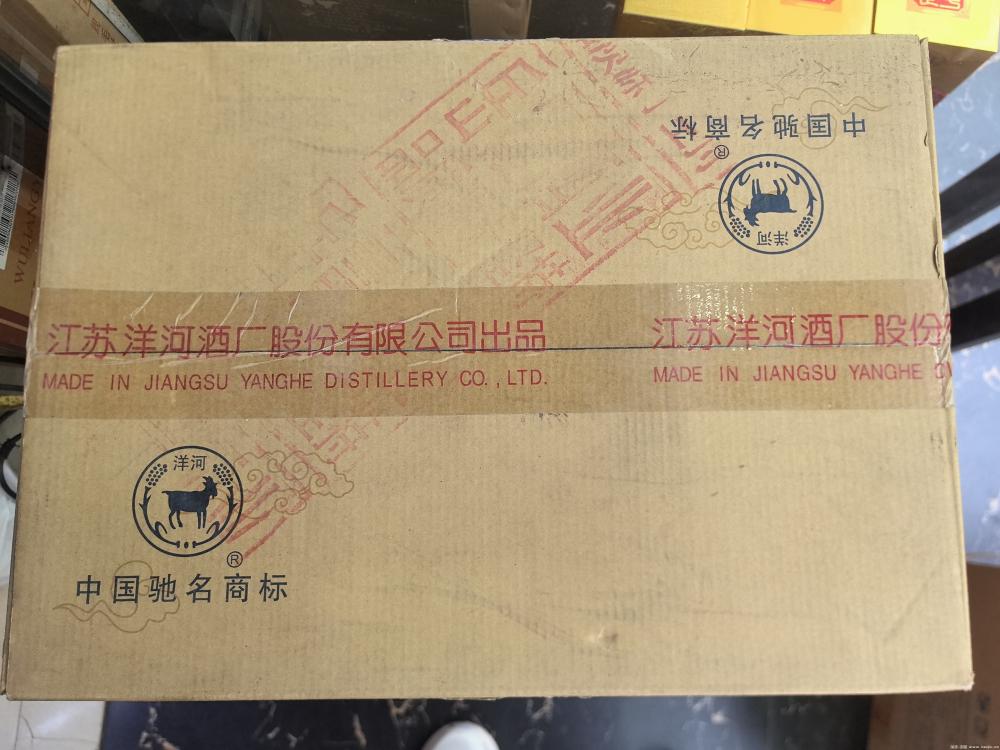 中国驰名商标
®
洋河
江苏洋河酒厂股份有限公司出品
MADE IN JIANGSU YANGHE DISTILLERY CO., LTD.
江苏洋河酒厂股份
MADE IN JIANGSU YANGHE
洋河
®
中国驰名商标